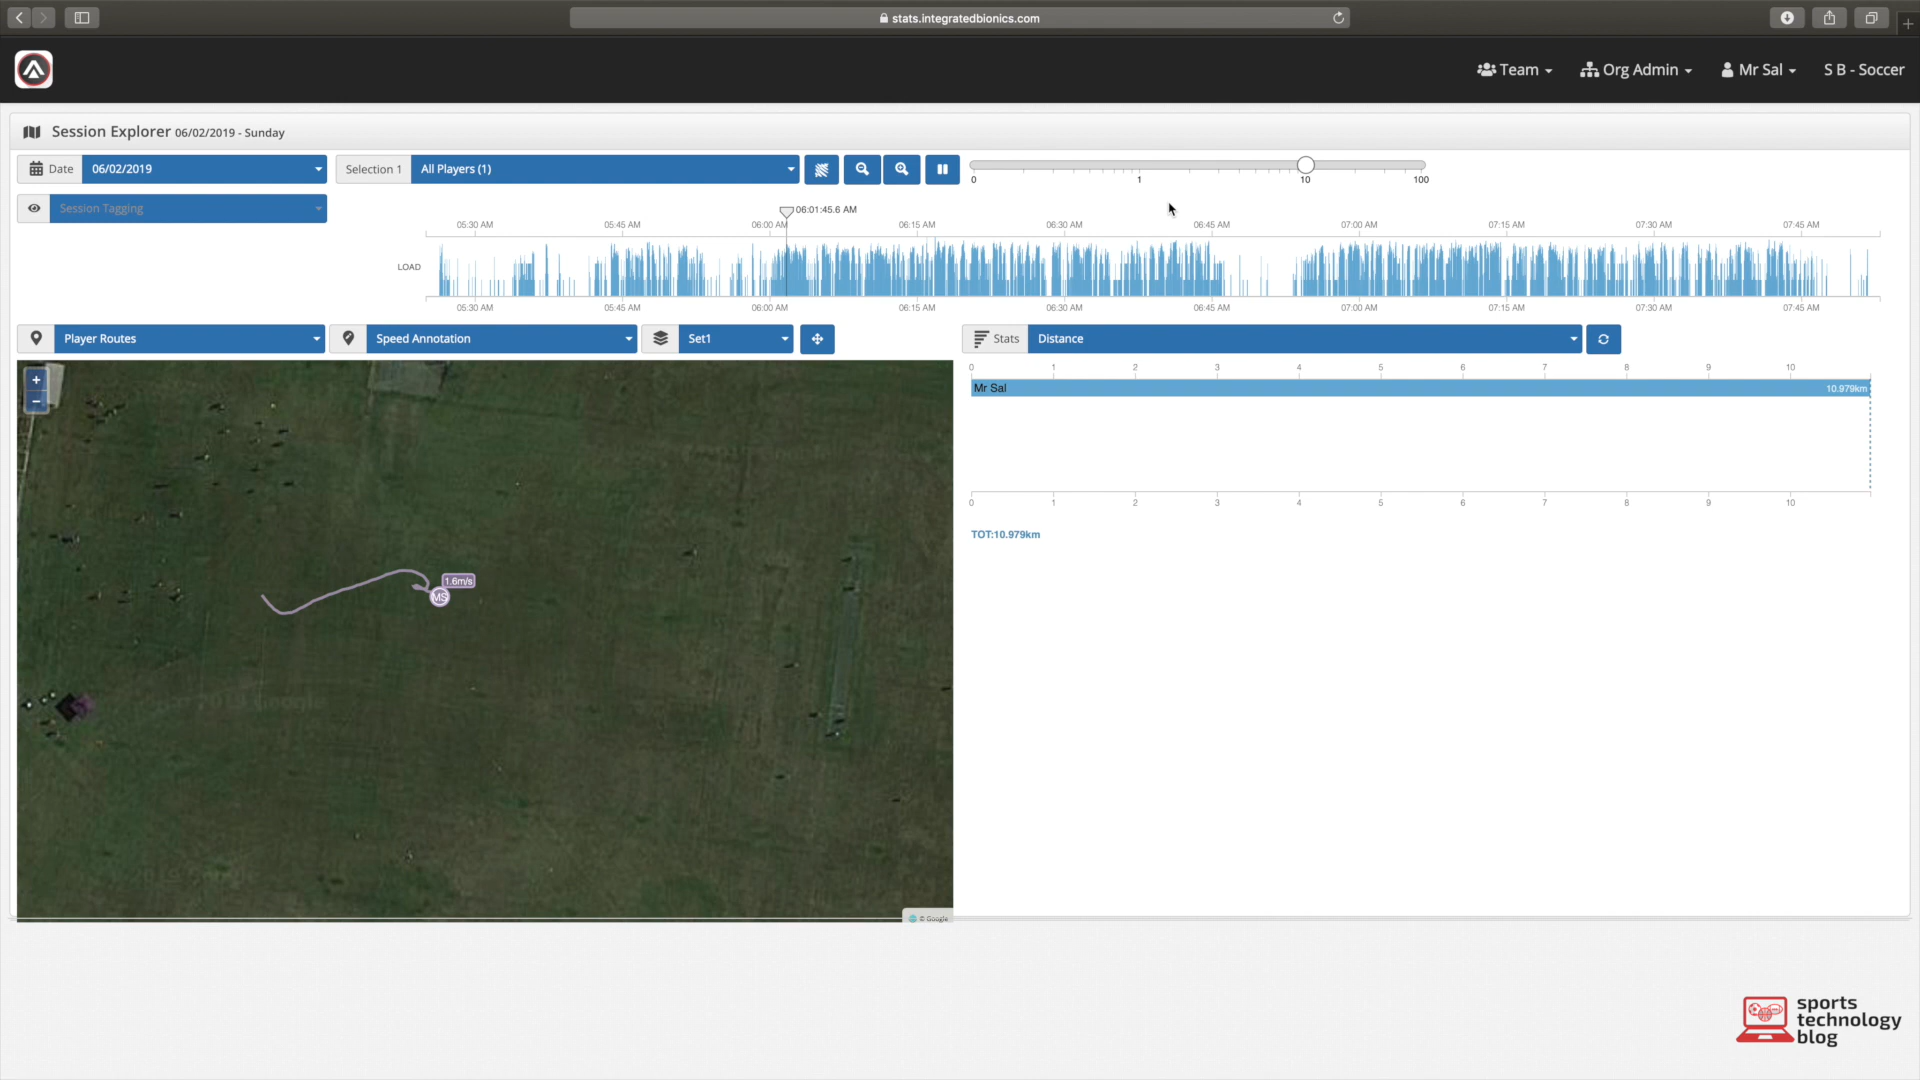 stats.integratedbionics.com
Team
Org Admin
Mr Sal
S B - Soccer
Session Explorer 06/02/2019 - Sunday
Date
06/02/2019
Selection 1
All Players (1)
0 1 10 100
Session Tagging
06:01:45.6 AM
05:30 AM 05:45 AM 06:00 AM 06:15 AM 06:30 AM 06:45 AM 07:00 AM 07:15 AM 07:30 AM 07:45 AM
LOAD
05:30 AM 05:45 AM 06:00 AM 06:15 AM 06:30 AM 06:45 AM 07:00 AM 07:15 AM 07:30 AM 07:45 AM
Player Routes
Speed Annotation
Set1
Stats
Distance
0 1 2 3 4 5 6 7 8 9 10
Mr Sal 10.979km
0 1 2 3 4 5 6 7 8 9 10
TOT:10.979km
1.6m/s
MS
© Google
sports
technology
blog